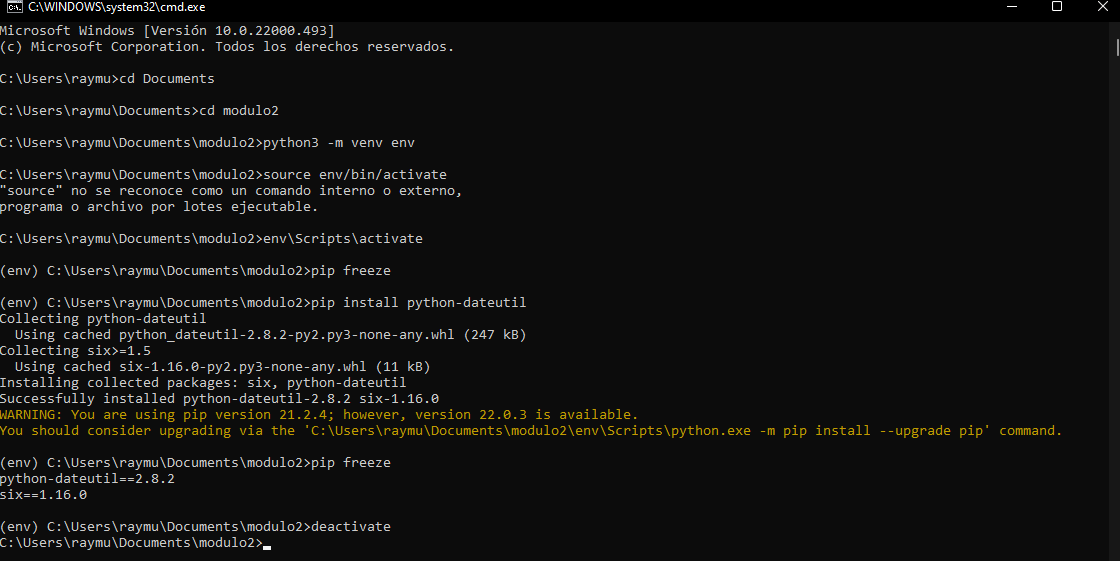 C:\WINDOWS\system32\cmd.exe
Microsoft Windows [Versión 10.0.22000.493]
(c) Microsoft Corporation. Todos los derechos reservados.
C:\Users\raymu>cd Documents
C:\Users\raymu\Documents>cd modulo2
C:\Users\raymu\Documents\modulo2>python3 -m venv env
C:\Users\raymu\Documents\modulo2>source env/bin/activate
"source" no se reconoce como un comando interno o externo,
programa o archivo por lotes ejecutable.
C:\Users\raymu\Documents\modulo2>env\Scripts\activate
(env) C:\Users\raymu\Documents\modulo2>pip freeze
(env) C:\Users\raymu\Documents\modulo2>pip install python-dateutil
Collecting python-dateutil
  Using cached python_dateutil-2.8.2-py2.py3-none-any.whl (247 kB)
Collecting six>=1.5
  Using cached six-1.16.0-py2.py3-none-any.whl (11 kB)
Installing collected packages: six, python-dateutil
Successfully installed python-dateutil-2.8.2 six-1.16.0
WARNING: You are using pip version 21.2.4; however, version 22.0.3 is available.
You should consider upgrading via the 'C:\Users\raymu\Documents\modulo2\env\Scripts\python.exe -m pip install --upgrade pip' command.
(env) C:\Users\raymu\Documents\modulo2>pip freeze
python-dateutil==2.8.2
six==1.16.0
(env) C:\Users\raymu\Documents\modulo2>deactivate
C:\Users\raymu\Documents\modulo2>